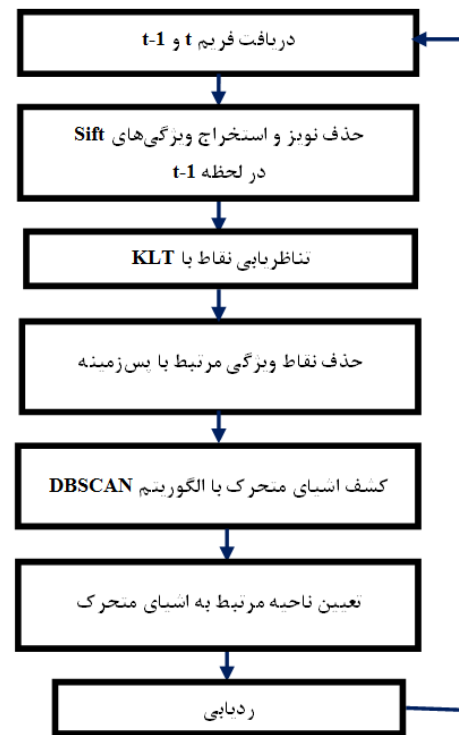 دریافت فریم t و t-1
حذف نویز و استخراج ویژگی‌های Sift
در لحظه t-1
تناظریابی نقاط با KLT
حذف نقاط ویژگی مرتبط با پس‌زمینه
کشف اشیای متحرک با الگوریتم DBSCAN
تعیین ناحیه مرتبط به اشیای متحرک
ردیابی